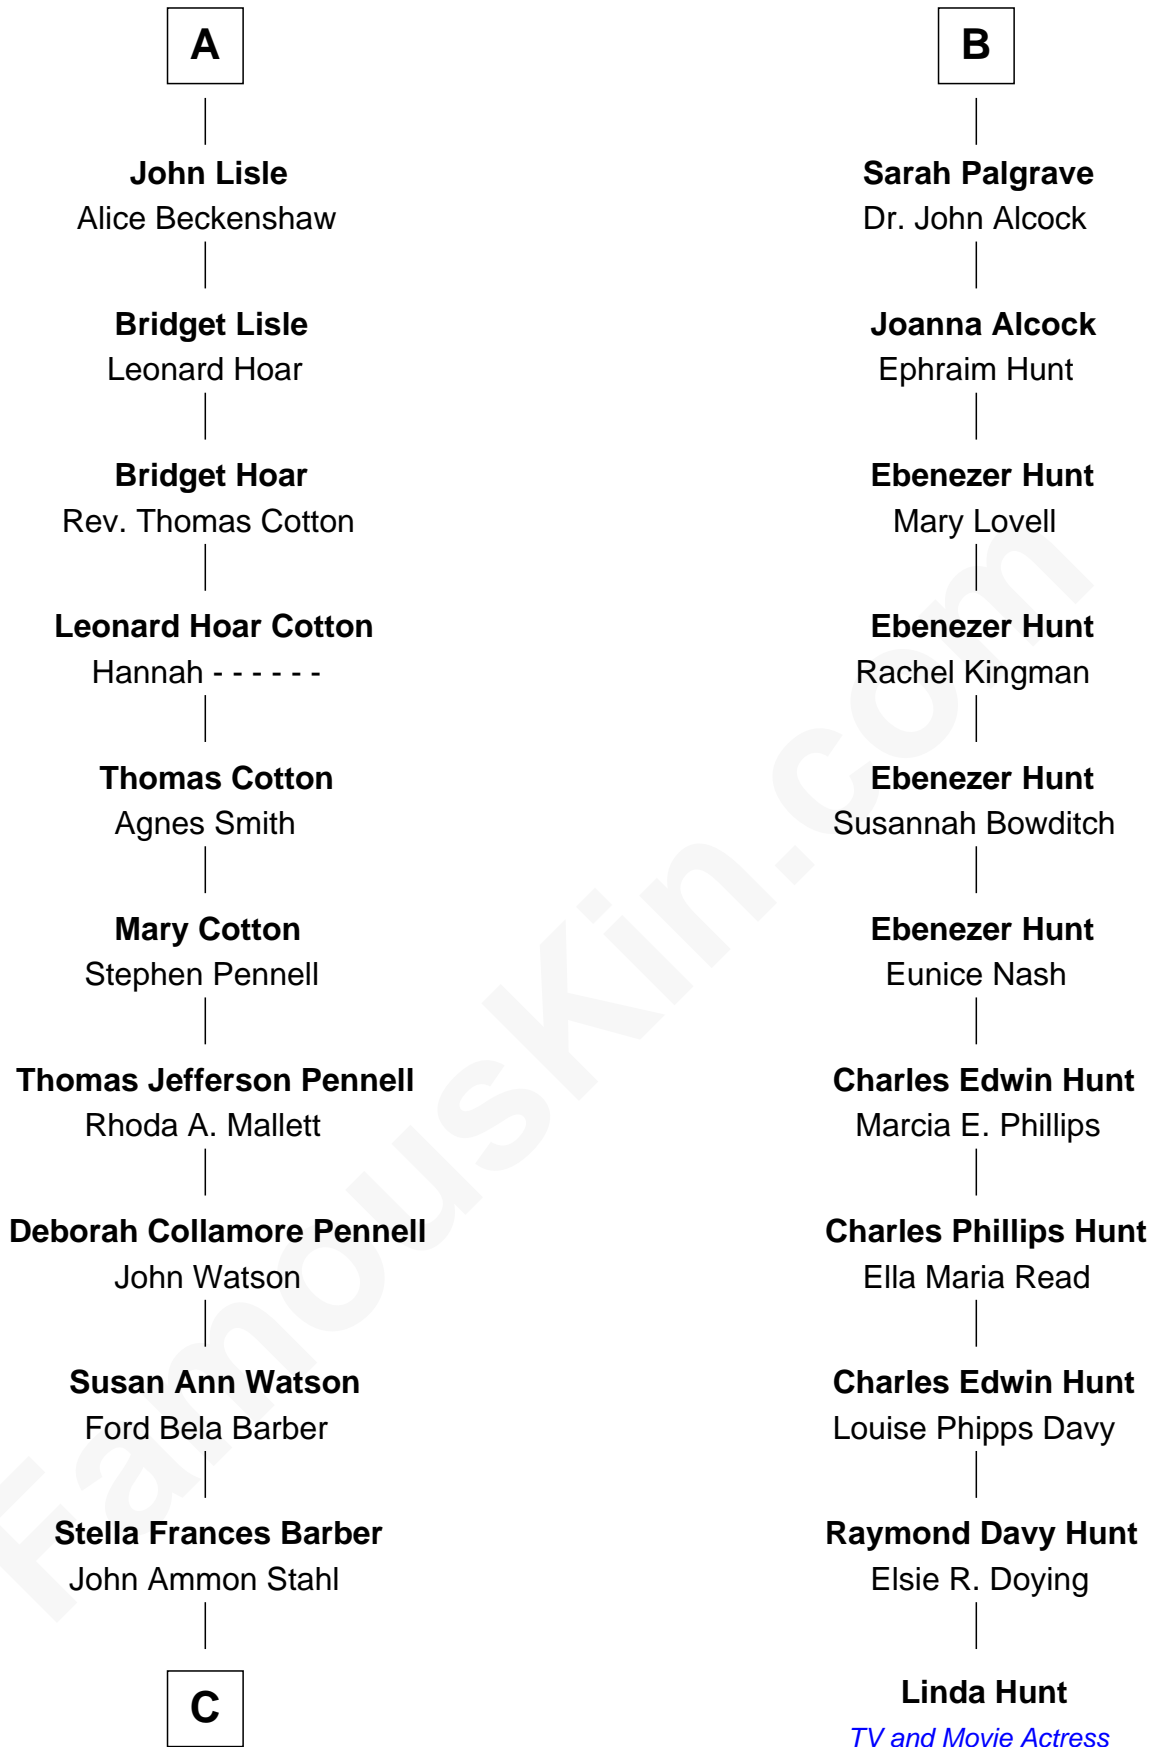 A
John Lisle
Alice Beckenshaw
Bridget Lisle
Leonard Hoar
Bridget Hoar
Rev. Thomas Cotton
Leonard Hoar Cotton
Hannah - - - - - -
Thomas Cotton
Agnes Smith
Mary Cotton
Stephen Pennell
Thomas Jefferson Pennell
Rhoda A. Mallett
Deborah Collamore Pennell
John Watson
Susan Ann Watson
Ford Bela Barber
Stella Frances Barber
John Ammon Stahl
C
B
Sarah Palgrave
Dr. John Alcock
Joanna Alcock
Ephraim Hunt
Ebenezer Hunt
Mary Lovell
Ebenezer Hunt
Rachel Kingman
Ebenezer Hunt
Susannah Bowditch
Ebenezer Hunt
Eunice Nash
Charles Edwin Hunt
Marcia E. Phillips
Charles Phillips Hunt
Ella Maria Read
Charles Edwin Hunt
Louise Phipps Davy
Raymond Davy Hunt
Elsie R. Doying
Linda Hunt
TV and Movie Actress
FamousKin.com